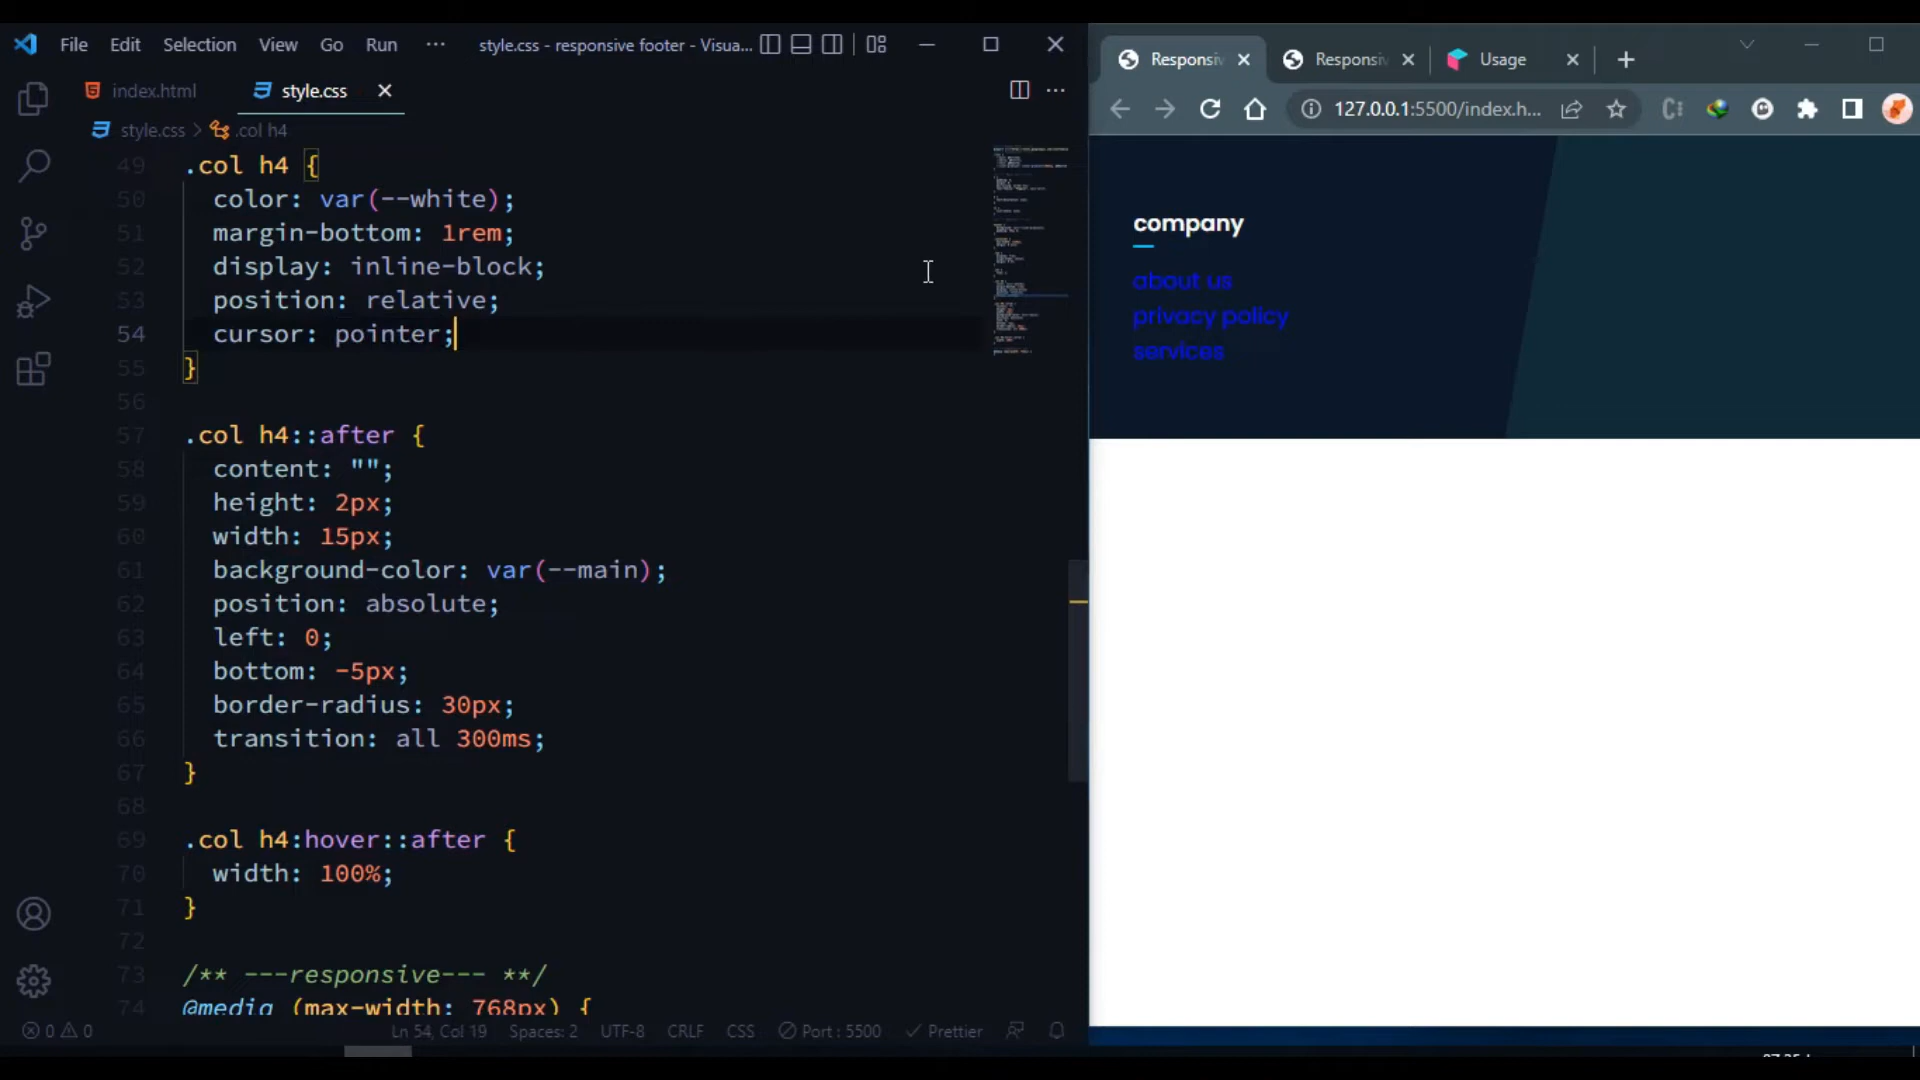 File Edit Selection View Go Run ··· style.css - responsive footer - Visua...
index.html style.css
style.css > .col h4
49 .col h4 {
50 color: var(--white);
51 margin-bottom: 1rem;
52 display: inline-block;
53 position: relative;
54 cursor: pointer;
55 }
56
57 .col h4::after {
58 content: "";
59 height: 2px;
60 width: 15px;
61 background-color: var(--main);
62 position: absolute;
63 left: 0;
64 bottom: -5px;
65 border-radius: 30px;
66 transition: all 300ms;
67 }
68
69 .col h4:hover::after {
70 width: 100%;
71 }
72
73 /** ---responsive--- **/
74 @media (max-width: 768px) {
0 0 Ln 54, Col 19 Spaces: 2 UTF-8 CRLF CSS Port : 5500 Prettier
Responsiv Responsiv Usage
127.0.0.1:5500/index.h...
company
about us
privacy policy
services